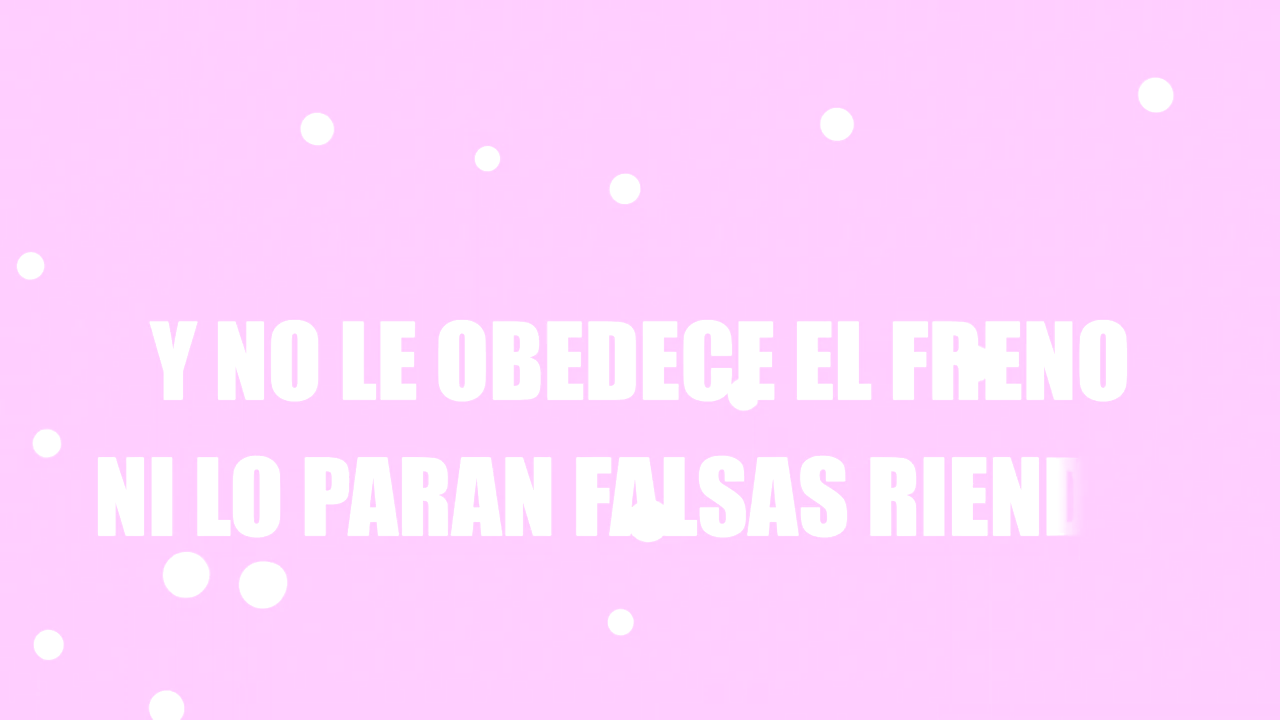 Y NO LE OBEDECE EL FRENO
NI LO PARAN FALSAS RIEND